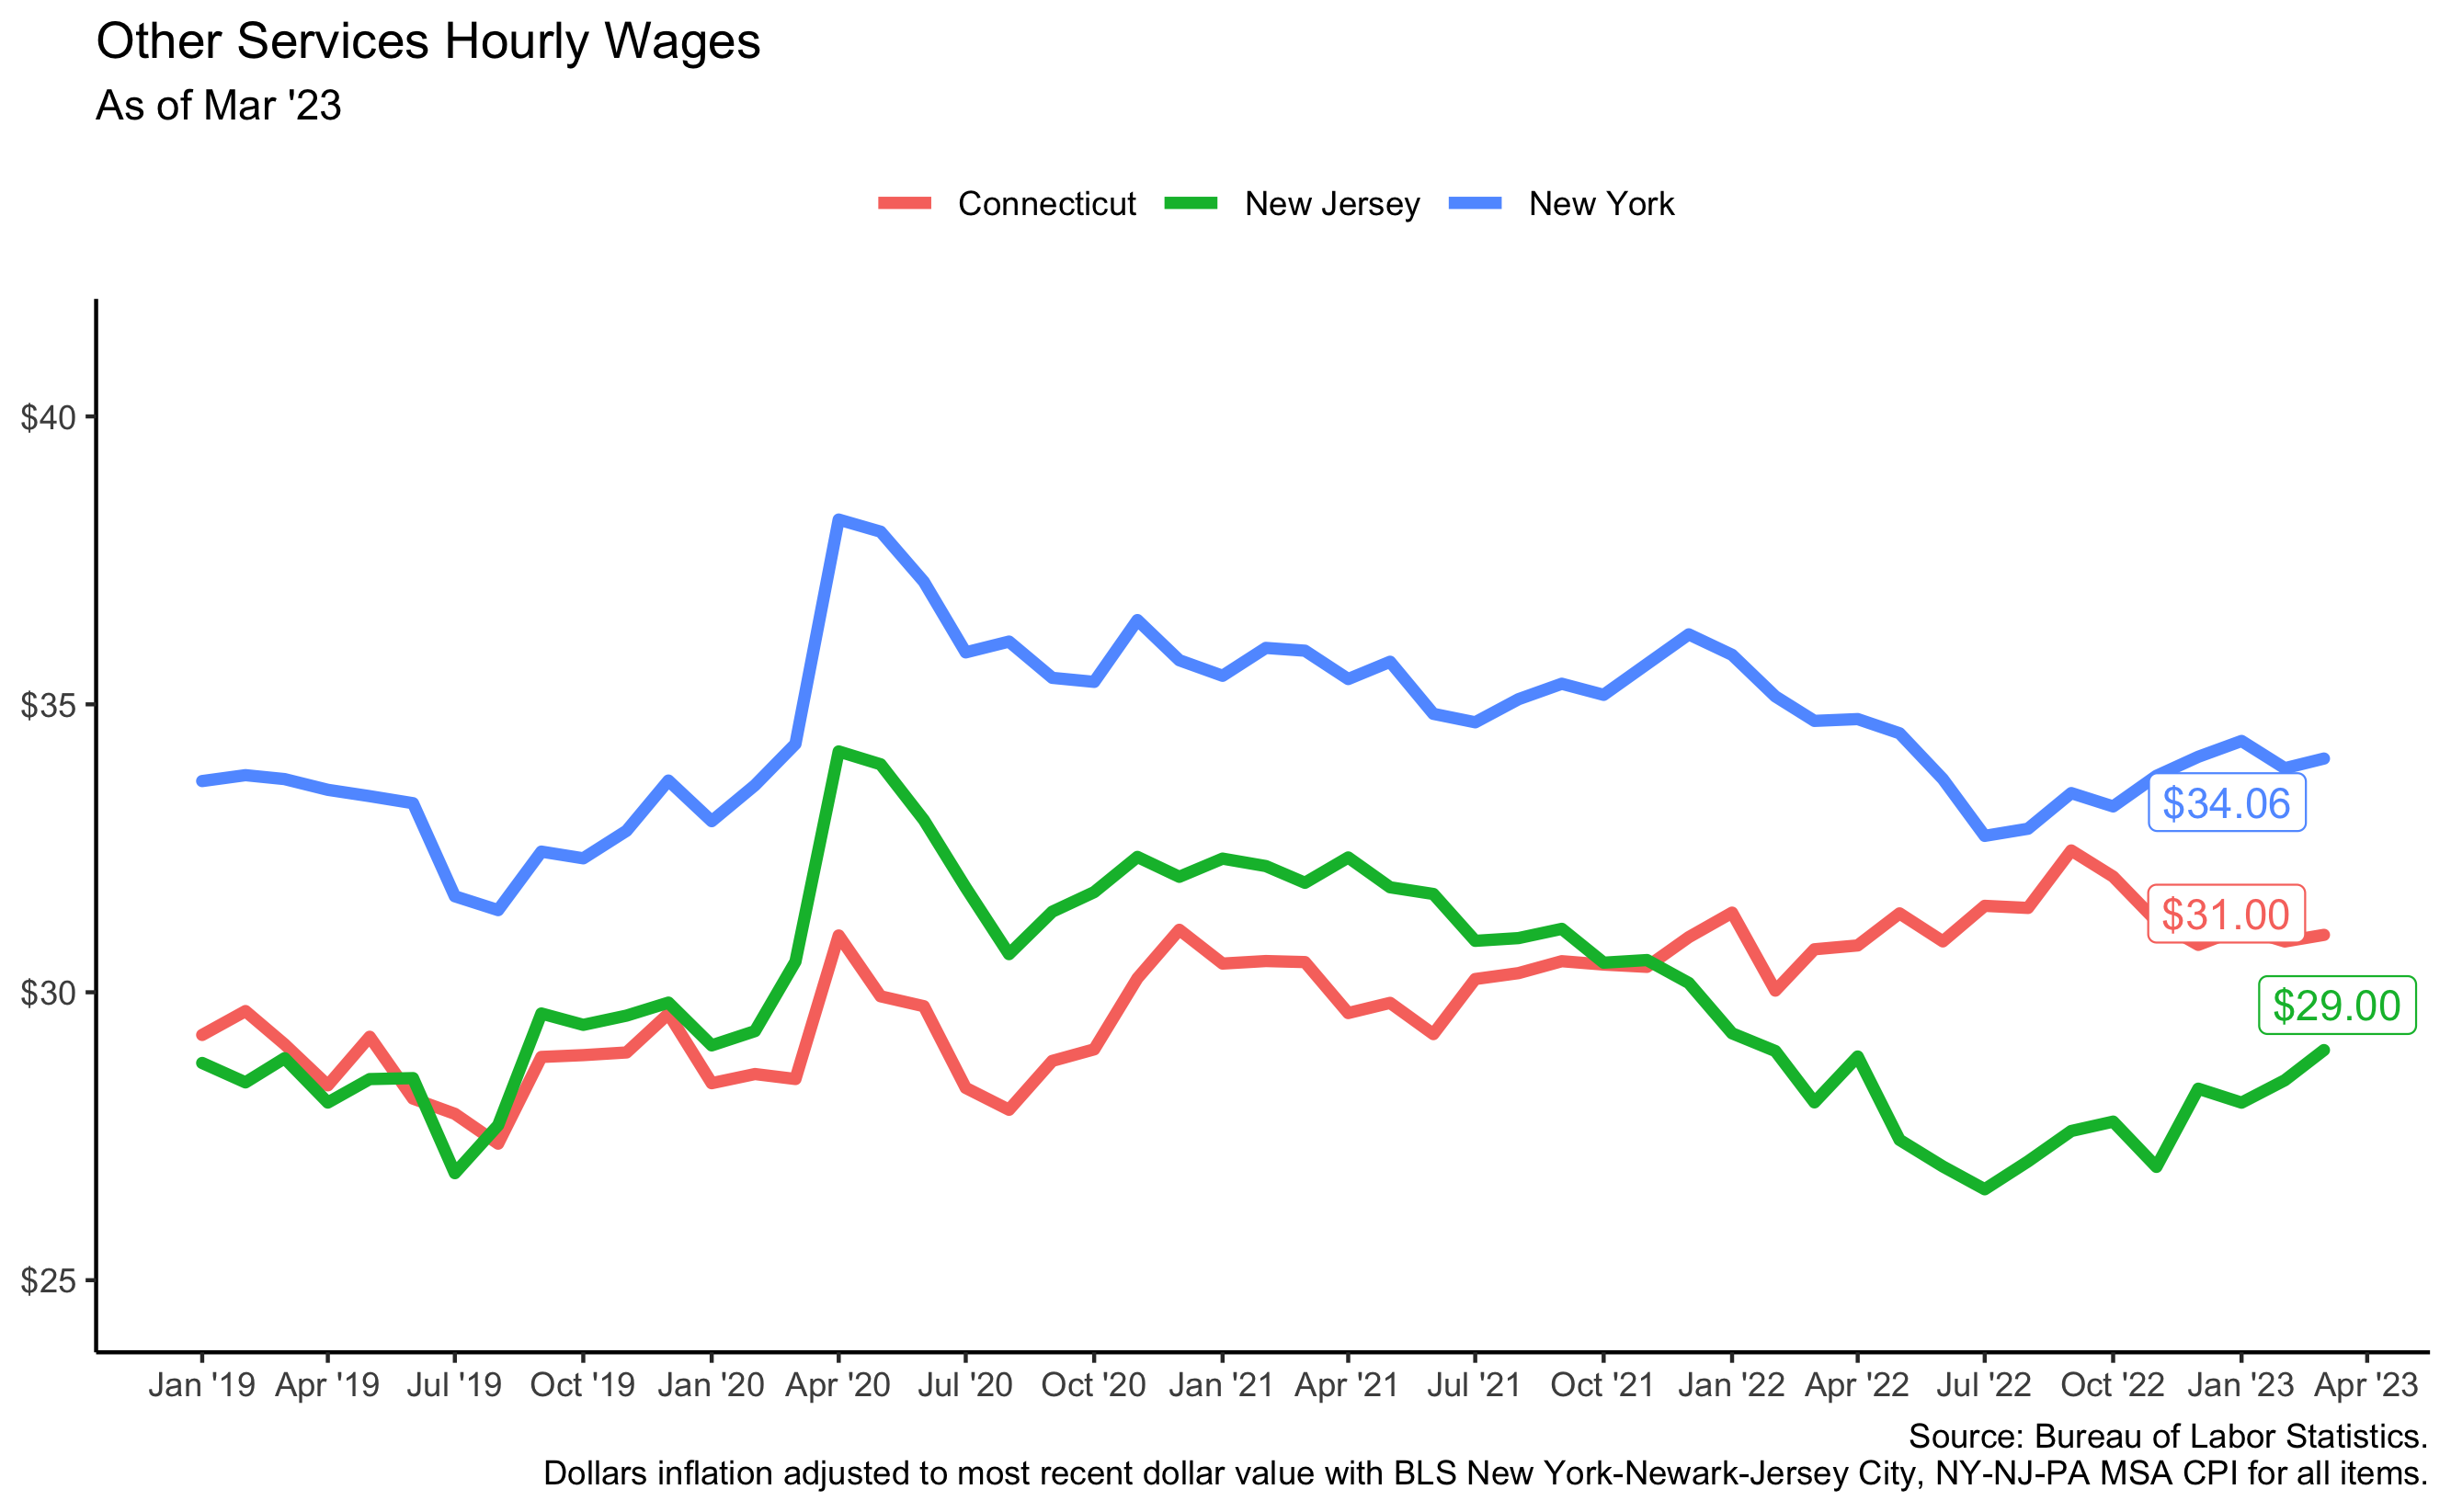 Other Services Hourly Wages
As of Mar '23
Connecticut New Jersey New York
$40
$35
$30
$25
$34.06
$31.00
$29.00
Jan '19 Apr '19 Jul '19 Oct '19 Jan '20 Apr '20 Jul '20 Oct '20 Jan '21 Apr '21 Jul '21 Oct '21 Jan '22 Apr '22 Jul '22 Oct '22 Jan '23 Apr '23
Source: Bureau of Labor Statistics.
Dollars inflation adjusted to most recent dollar value with BLS New York-Newark-Jersey City, NY-NJ-PA MSA CPI for all items.